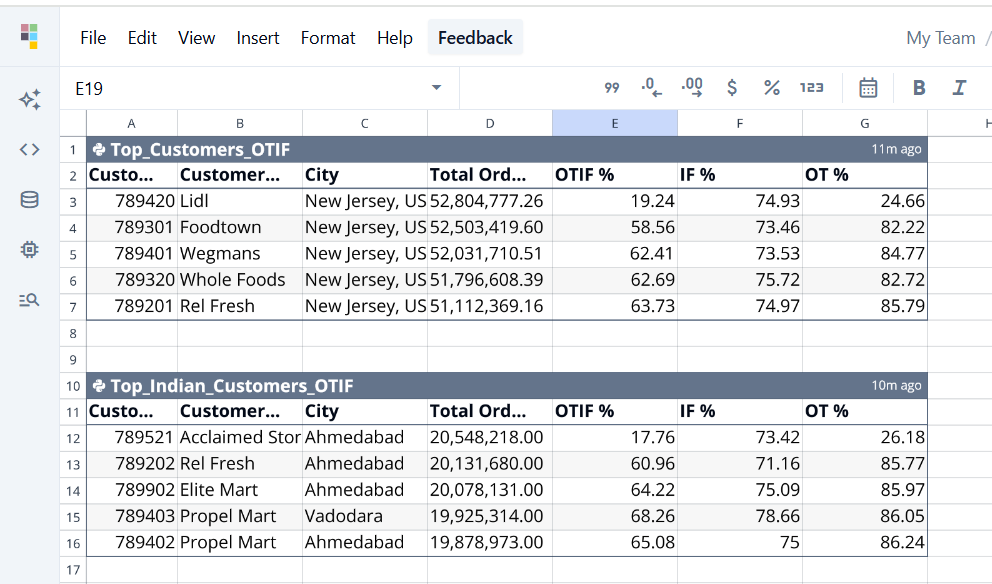 File Edit View Insert Format Help Feedback My Team /
E19 99 .0 .00 $ % 123 B I
A B C D E F G H
1 Top_Customers_OTIF 11m ago
2 Custo... Customer... City Total Ord... OTIF % IF % OT %
3 789420 Lidl New Jersey, US 52,804,777.26 19.24 74.93 24.66
4 789301 Foodtown New Jersey, US 52,503,419.60 58.56 73.46 82.22
5 789401 Wegmans New Jersey, US 52,031,710.51 62.41 73.53 84.77
6 789320 Whole Foods New Jersey, US 51,796,608.39 62.69 75.72 82.72
7 789201 Rel Fresh New Jersey, US 51,112,369.16 63.73 74.97 85.79
8
9
10 Top_Indian_Customers_OTIF 10m ago
11 Custo... Customer... City Total Ord... OTIF % IF % OT %
12 789521 Acclaimed Stor Ahmedabad 20,548,218.00 17.76 73.42 26.18
13 789202 Rel Fresh Ahmedabad 20,131,680.00 60.96 71.16 85.77
14 789902 Elite Mart Ahmedabad 20,078,131.00 64.22 75.09 85.97
15 789403 Propel Mart Vadodara 19,925,314.00 68.26 78.66 86.05
16 789402 Propel Mart Ahmedabad 19,878,973.00 65.08 75 86.24
17